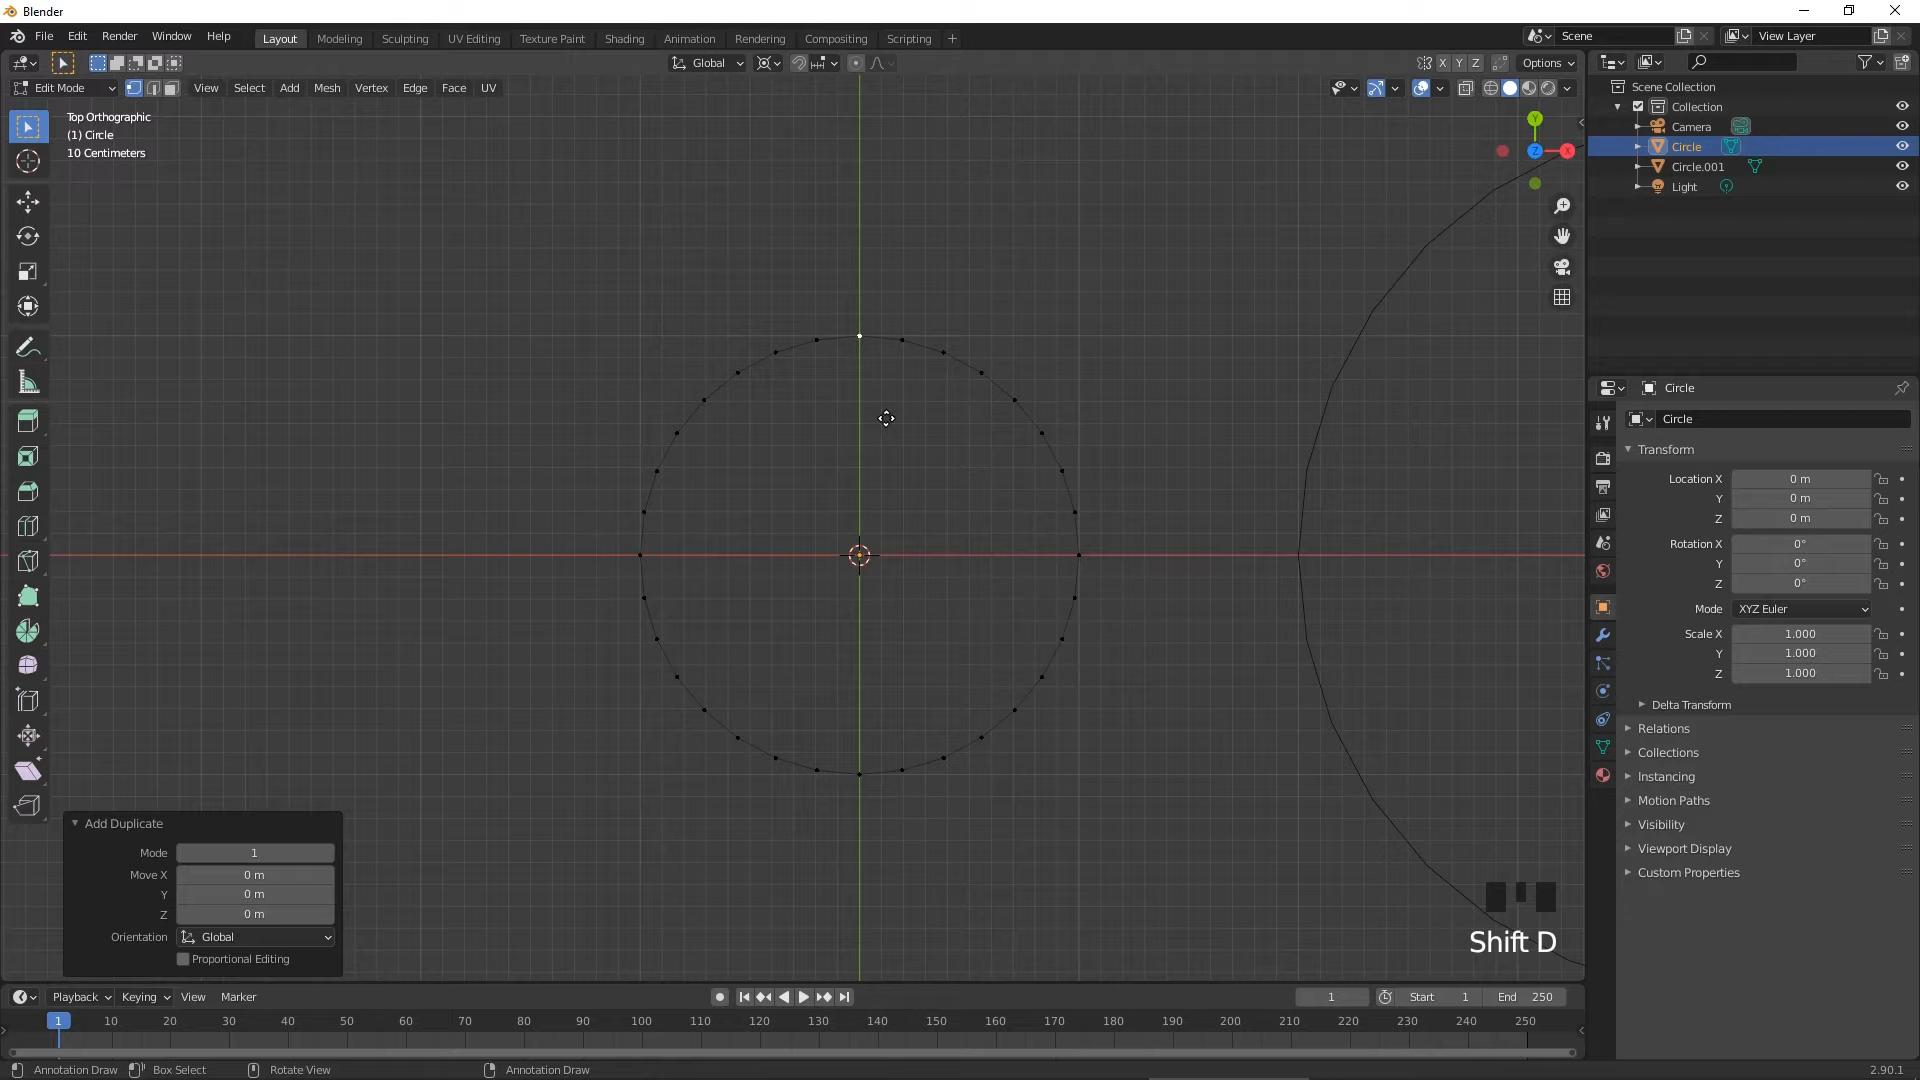 Blender
File Edit Render Window Help
Layout Modeling Sculpting UV Editing Texture Paint Shading Animation Rendering Compositing Scripting +
Scene
View Layer
Global
X Y Z
Options
Edit Mode
View Select Add Mesh Vertex Edge Face UV
Top Orthographic
(1) Circle
10 Centimeters
Y
Z
X
Scene Collection
Collection
Camera
Circle
Circle.001
Light
Circle
Circle
Transform
Location X 0 m
Y 0 m
Z 0 m
Rotation X 0°
Y 0°
Z 0°
Mode XYZ Euler
Scale X 1.000
Y 1.000
Z 1.000
Delta Transform
Relations
Collections
Instancing
Motion Paths
Visibility
Viewport Display
Custom Properties
Add Duplicate
Mode 1
Move X 0 m
Y 0 m
Z 0 m
Orientation Global
Proportional Editing
Shift D
Playback Keying View Marker
1
Start 1
End 250
1 10 20 30 40 50 60 70 80 90 100 110 120 130 140 150 160 170 180 190 200 210 220 230 240 250
Annotation Draw
Box Select
Rotate View
Annotation Draw
2.90.1